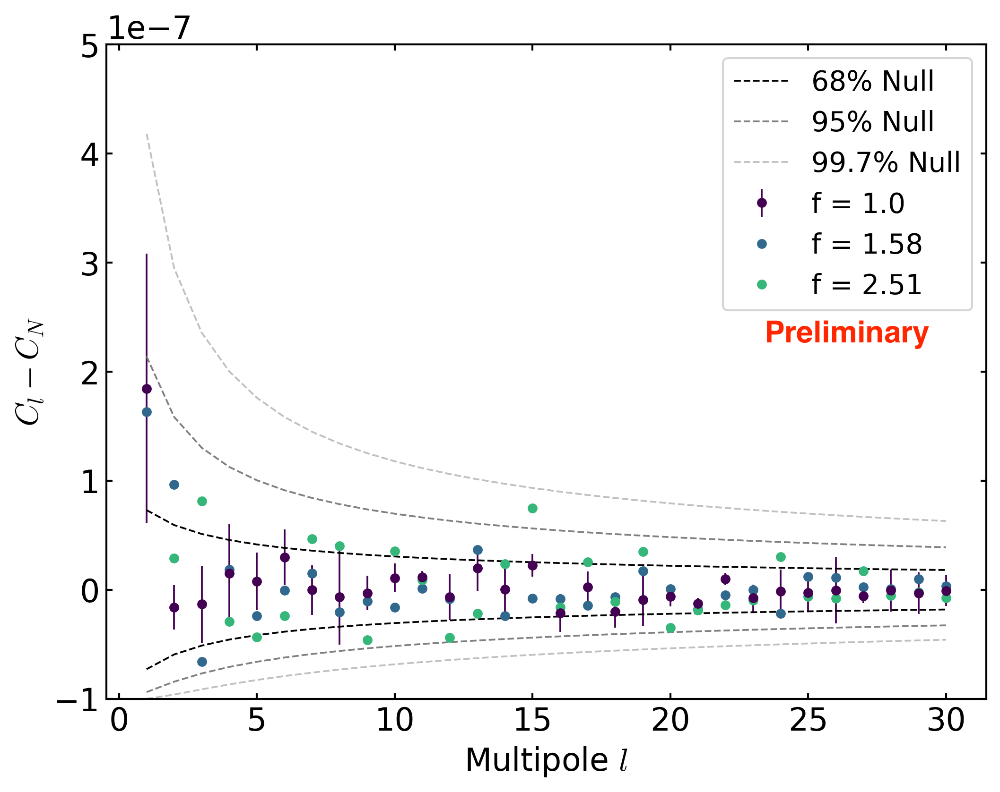 1e−7
5
4
3
2
1
0
−1
C_l − C_N
0 5 10 15 20 25 30
Multipole l
68% Null
95% Null
99.7% Null
f = 1.0
f = 1.58
f = 2.51
Preliminary